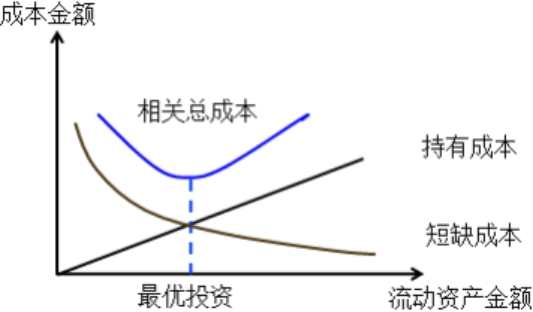 成本金额
相关总成本
持有成本
短缺成本
最优投资
流动资产金额